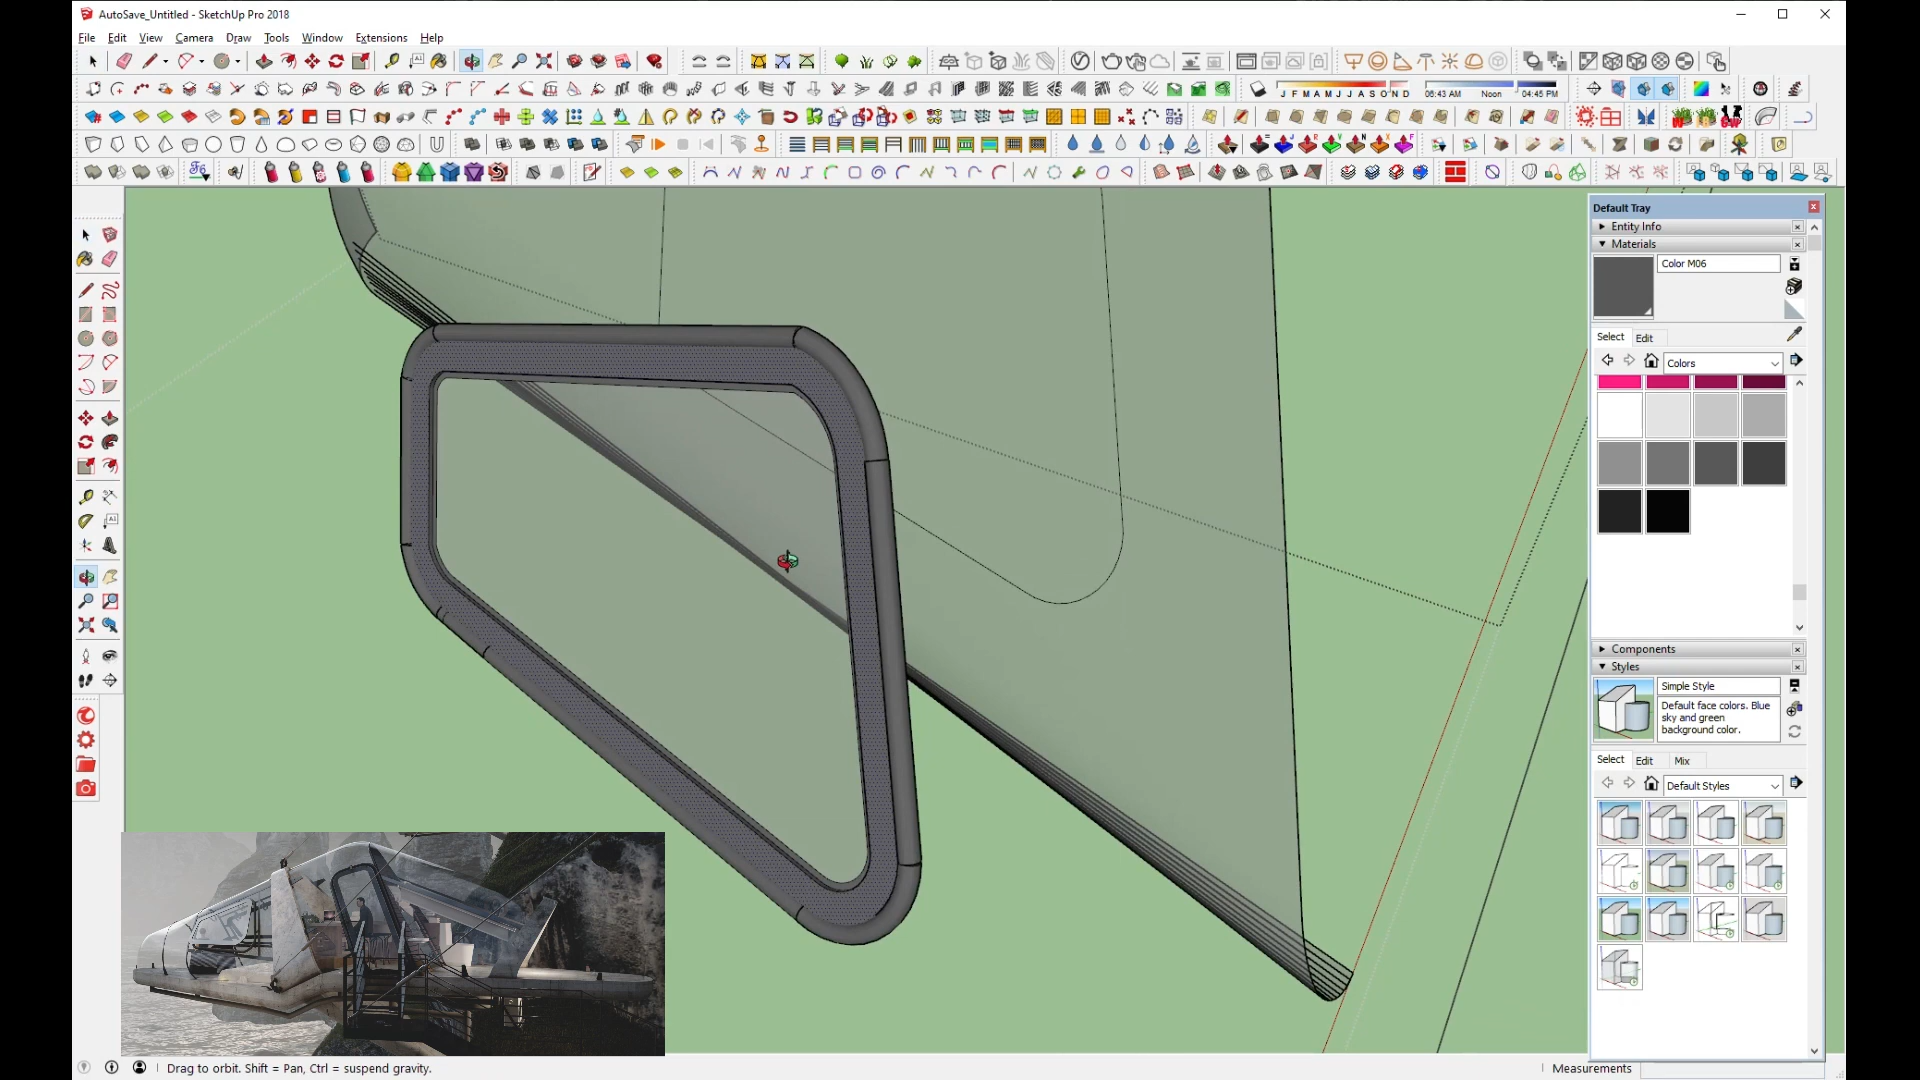 AutoSave_Untitled - SketchUp Pro 2018
File Edit View Camera Draw Tools Window Extensions Help
J F M A M J J A S O N D 06:43 AM Noon 04:45 PM
Default Tray
Entity Info
Materials
Color M06
Select Edit
Colors
Components
Styles
Simple Style
Default face colors. Blue
sky and green
background color.
Select Edit Mix
Default Styles
Drag to orbit. Shift = Pan, Ctrl = suspend gravity.
Measurements